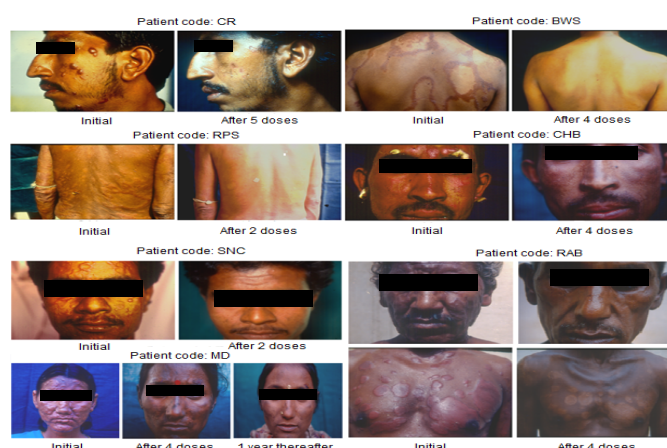 Patient code: CR
Initial
After 5 doses
Patient code: BWS
Initial
After 4 doses
Patient code: RPS
Initial
After 2 doses
Patient code: CHB
Initial
After 4 doses
Patient code: SNC
Initial
After 2 doses
Patient code: RAB
Patient code: MD
Initial
After 4 doses
1 year thereafter
Initial
After 4 doses